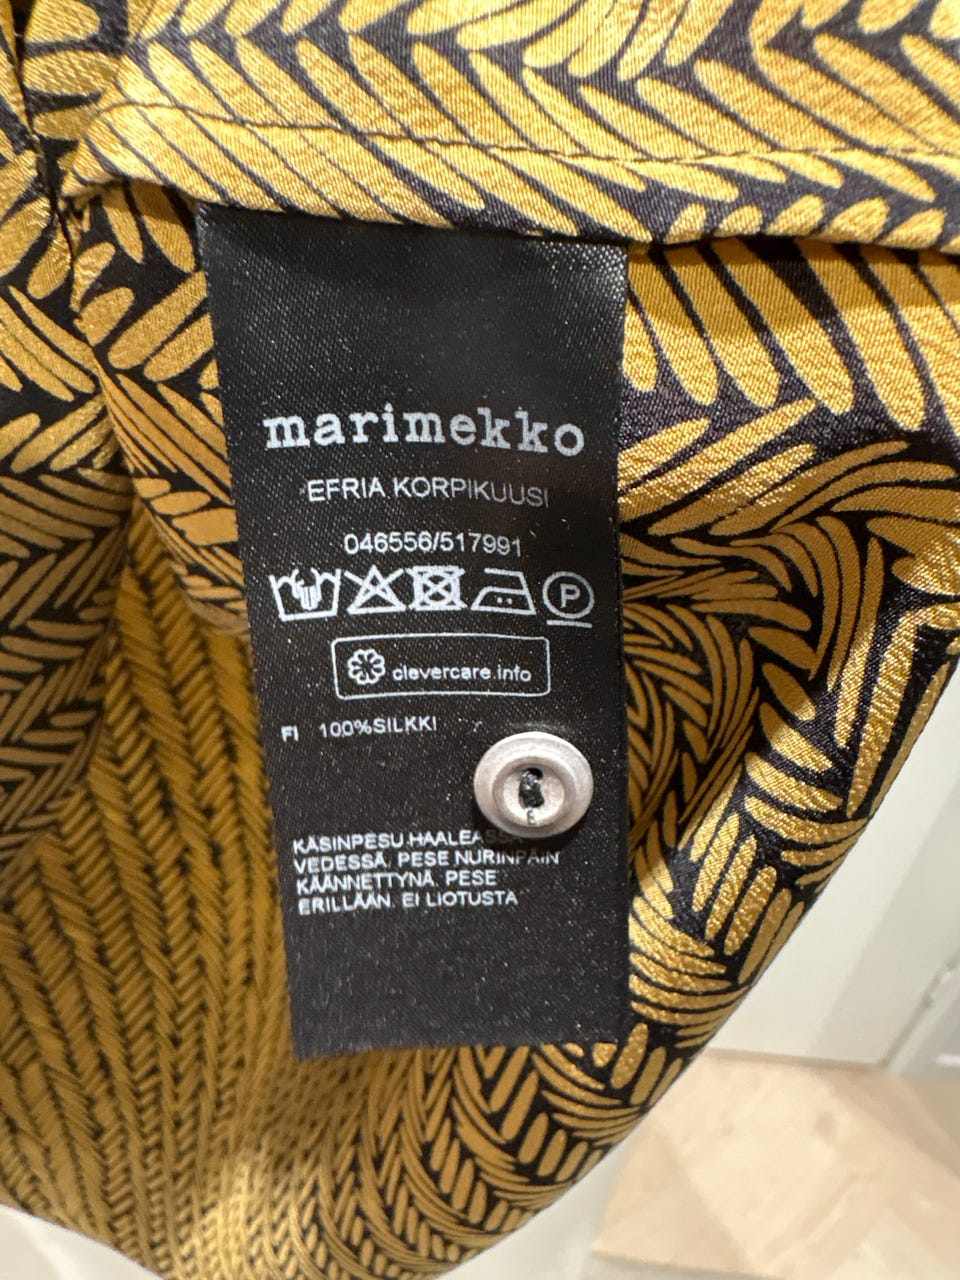 marimekko
EFRIA KORPIKUUSI
046556/517991
P
clevercare.info
FI 100%SILKKI
KÄSINPESU HAALEASSA
VEDESSÄ. PESE NURINPÄIN
KÄÄNNETTYNÄ. PESE
ERILLÄÄN. EI LIOTUSTA